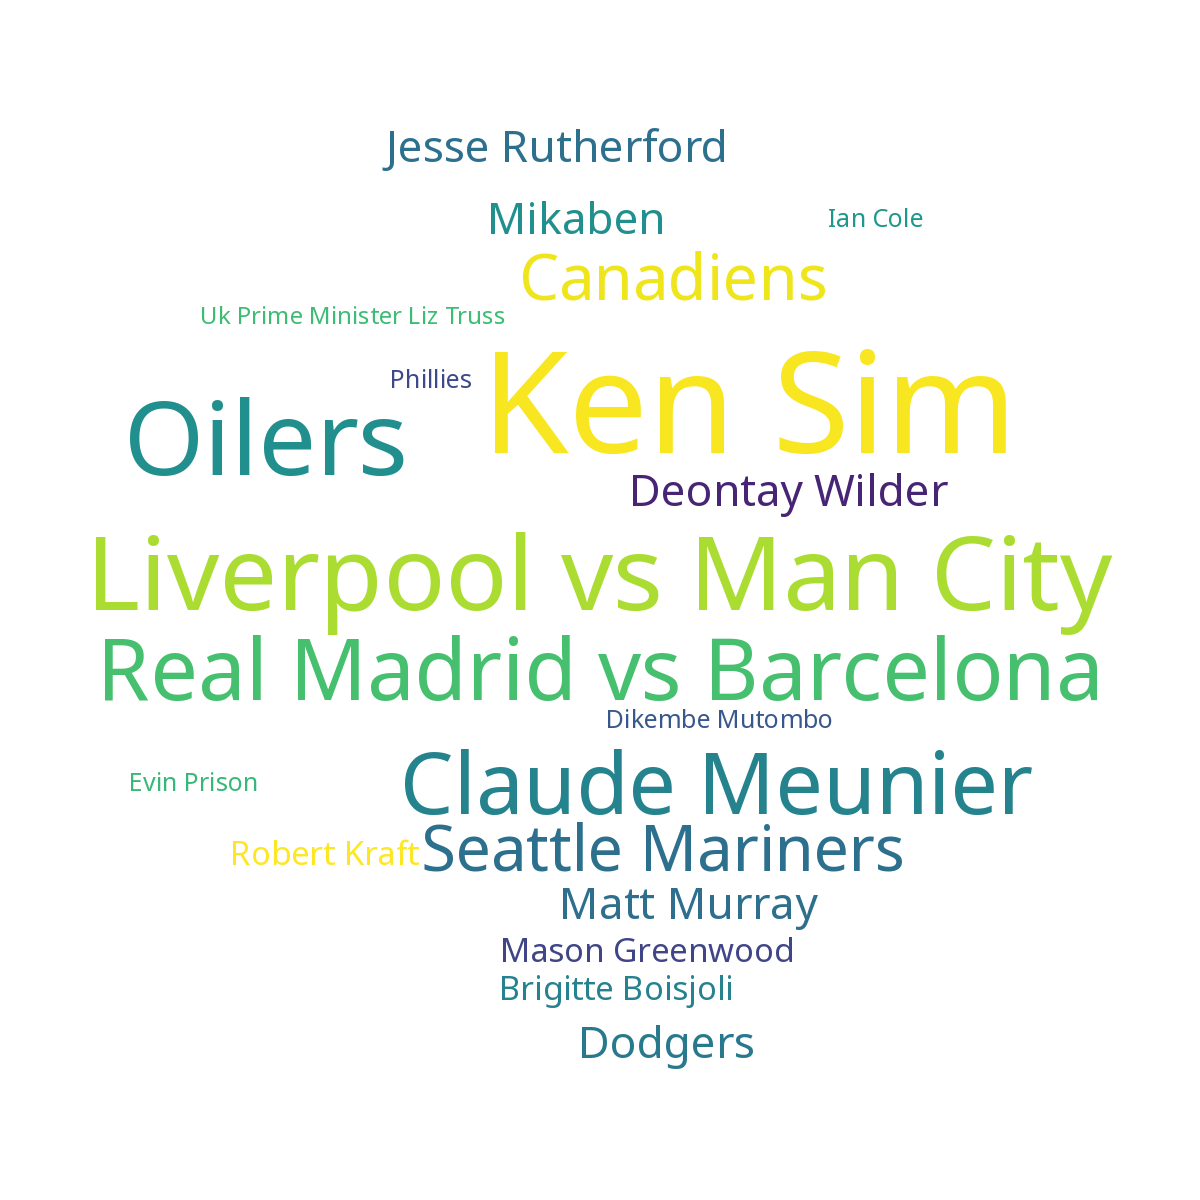 Jesse Rutherford
Mikaben
Ian Cole
Canadiens
Uk Prime Minister Liz Truss
Phillies
Ken Sim
Oilers
Deontay Wilder
Liverpool vs Man City
Real Madrid vs Barcelona
Dikembe Mutombo
Evin Prison
Claude Meunier
Robert Kraft
Seattle Mariners
Matt Murray
Mason Greenwood
Brigitte Boisjoli
Dodgers